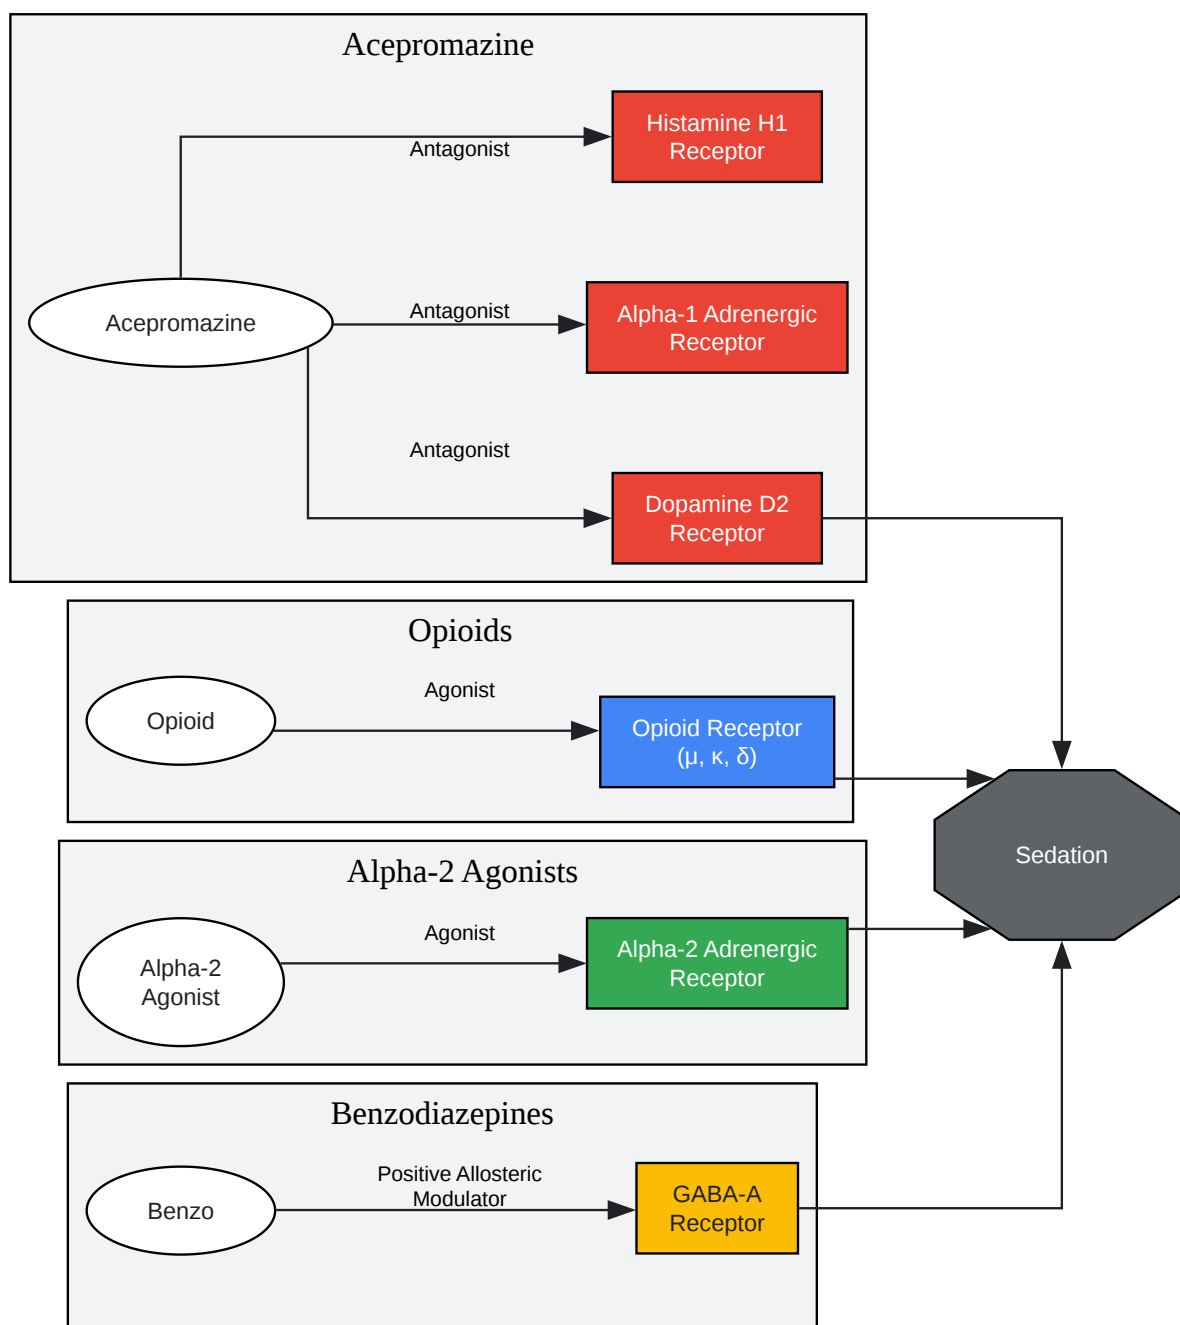 Acepromazine
Histamine H1
Receptor
Antagonist
Acepromazine
Antagonist
Alpha-1 Adrenergic
Receptor
Antagonist
Dopamine D2
Receptor
Opioids
Opioid
Agonist
Opioid Receptor
(μ, κ, δ)
Sedation
Alpha-2 Agonists
Alpha-2
Agonist
Agonist
Alpha-2 Adrenergic
Receptor
Benzodiazepines
Benzo
Positive Allosteric
Modulator
GABA-A
Receptor